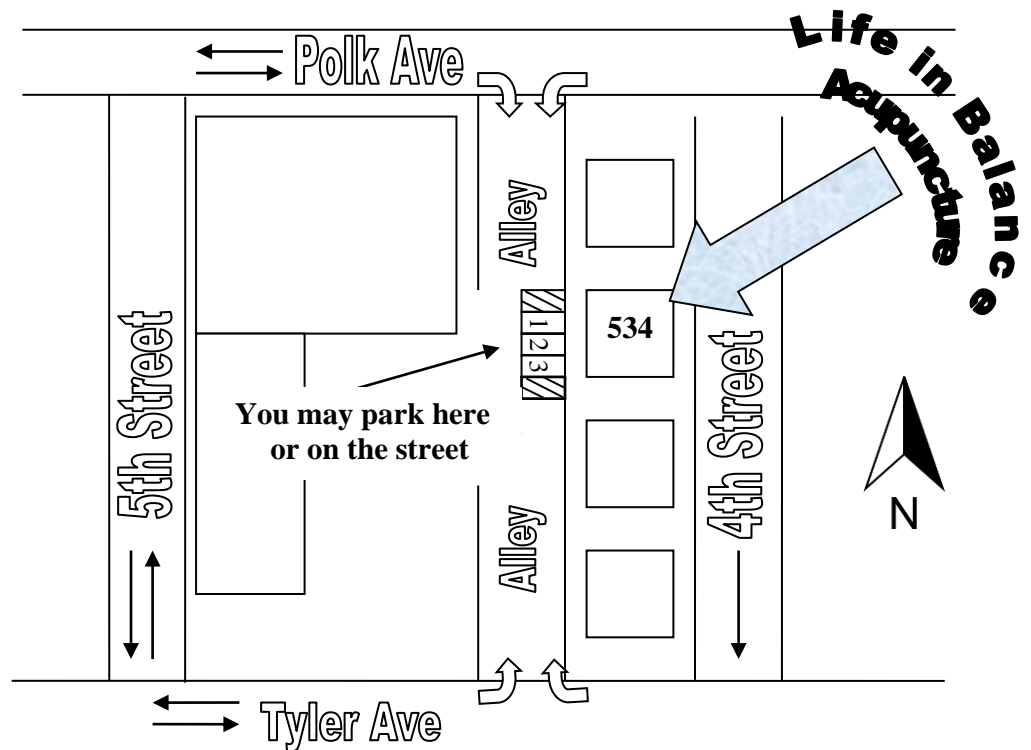 Polk Ave
Life in Balance
Acupuncture
Alley
534
1
2
3
You may park here
or on the street
5th Street
4th Street
N
Alley
Tyler Ave